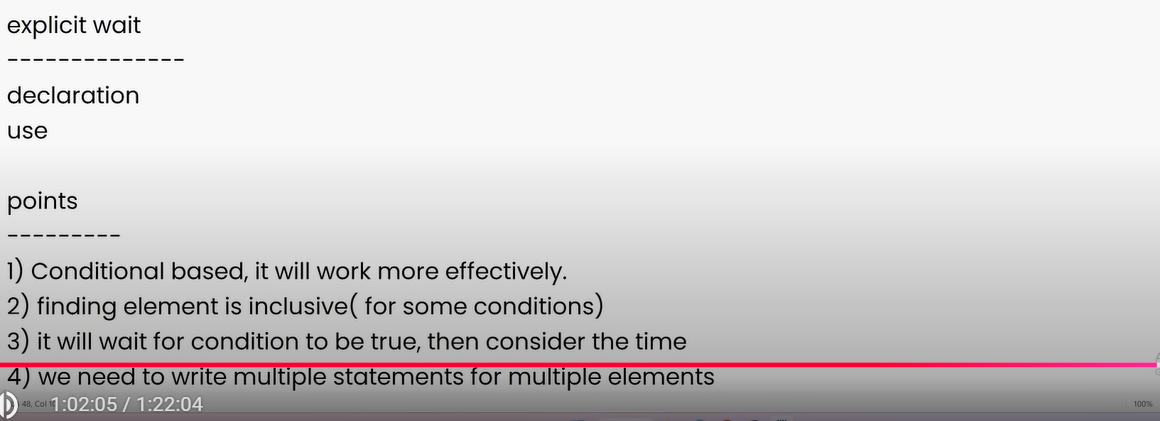 explicit wait
--------------
declaration
use
points
---------
1) Conditional based, it will work more effectively.
2) finding element is inclusive( for some conditions)
3) it will wait for condition to be true, then consider the time
4) we need to write multiple statements for multiple elements
48, Col
1:02:05 / 1:22:04
100%